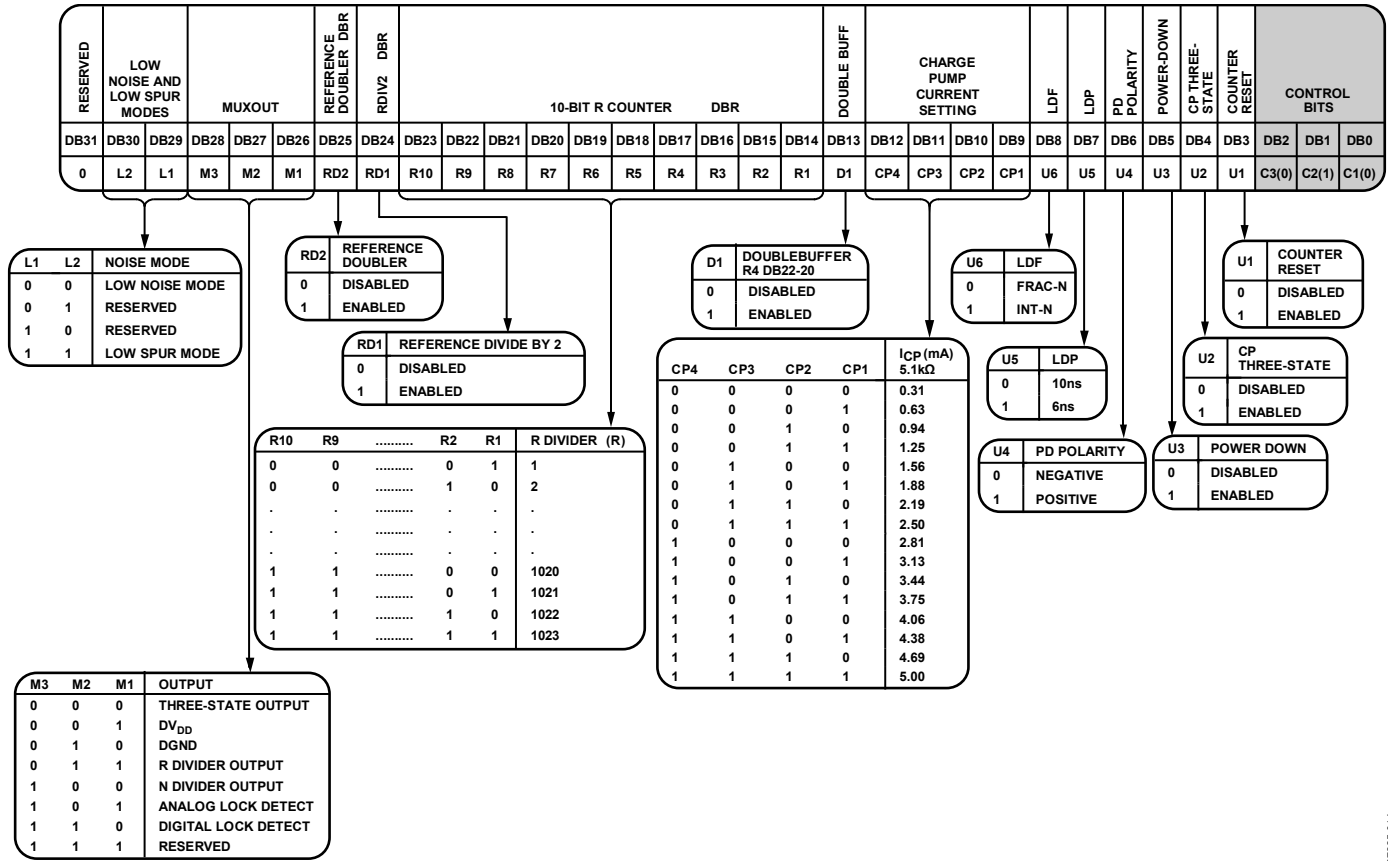 RESERVED
LOW
NOISE AND
LOW SPUR
MODES
MUXOUT
REFERENCE
DOUBLER DBR
RDIV2 DBR
10-BIT R COUNTER DBR
DOUBLE BUFF
CHARGE
PUMP
CURRENT
SETTING
LDF
LDP
PD
POLARITY
POWER-DOWN
CP THREE-
STATE
COUNTER
RESET
CONTROL
BITS
DB31 DB30 DB29 DB28 DB27 DB26 DB25 DB24 DB23 DB22 DB21 DB20 DB19 DB18 DB17 DB16 DB15 DB14 DB13 DB12 DB11 DB10 DB9 DB8 DB7 DB6 DB5 DB4 DB3 DB2 DB1 DB0
0 L2 L1 M3 M2 M1 RD2 RD1 R10 R9 R8 R7 R6 R5 R4 R3 R2 R1 D1 CP4 CP3 CP2 CP1 U6 U5 U4 U3 U2 U1 C3(0) C2(1) C1(0)
L1 L2 NOISE MODE
0 0 LOW NOISE MODE
0 1 RESERVED
1 0 RESERVED
1 1 LOW SPUR MODE
RD2 REFERENCE
DOUBLER
0 DISABLED
1 ENABLED
RD1 REFERENCE DIVIDE BY 2
0 DISABLED
1 ENABLED
R10 R9 .......... R2 R1 R DIVIDER (R)
0 0 .......... 0 1 1
0 0 .......... 1 0 2
. . .......... . . .
. . .......... . . .
. . .......... . . .
1 1 .......... 0 0 1020
1 1 .......... 0 1 1021
1 1 .......... 1 0 1022
1 1 .......... 1 1 1023
D1 DOUBLEBUFFER
R4 DB22-20
0 DISABLED
1 ENABLED
CP4 CP3 CP2 CP1 ICP (mA)
5.1kΩ
0 0 0 0 0.31
0 0 0 1 0.63
0 0 1 0 0.94
0 0 1 1 1.25
0 1 0 0 1.56
0 1 0 1 1.88
0 1 1 0 2.19
0 1 1 1 2.50
1 0 0 0 2.81
1 0 0 1 3.13
1 0 1 0 3.44
1 0 1 1 3.75
1 1 0 0 4.06
1 1 0 1 4.38
1 1 1 0 4.69
1 1 1 1 5.00
U6 LDF
0 FRAC-N
1 INT-N
U5 LDP
0 10ns
1 6ns
U4 PD POLARITY
0 NEGATIVE
1 POSITIVE
U1 COUNTER
RESET
0 DISABLED
1 ENABLED
U2 CP
THREE-STATE
0 DISABLED
1 ENABLED
U3 POWER DOWN
0 DISABLED
1 ENABLED
M3 M2 M1 OUTPUT
0 0 0 THREE-STATE OUTPUT
0 0 1 DVDD
0 1 0 DGND
0 1 1 R DIVIDER OUTPUT
1 0 0 N DIVIDER OUTPUT
1 0 1 ANALOG LOCK DETECT
1 1 0 DIGITAL LOCK DETECT
1 1 1 RESERVED